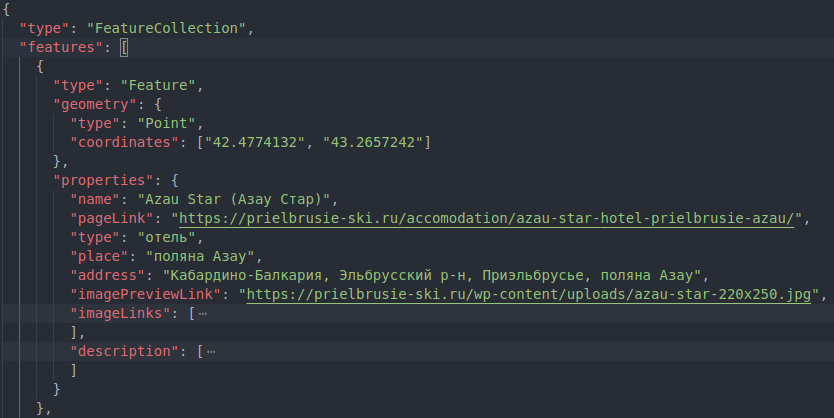 {
"type": "FeatureCollection",
"features": [
{
"type": "Feature",
"geometry": {
"type": "Point",
"coordinates": ["42.4774132", "43.2657242"]
},
"properties": {
"name": "Azau Star (Азау Стар)",
"pageLink": "https://prielbrusie-ski.ru/accomodation/azau-star-hotel-prielbrusie-azau/",
"type": "отель",
"place": "поляна Азау",
"address": "Кабардино-Балкария, Эльбрусский р-н, Приэльбрусье, поляна Азау",
"imagePreviewLink": "https://prielbrusie-ski.ru/wp-content/uploads/azau-star-220x250.jpg",
"imageLinks": [⋯
],
"description": [⋯
]
}
},